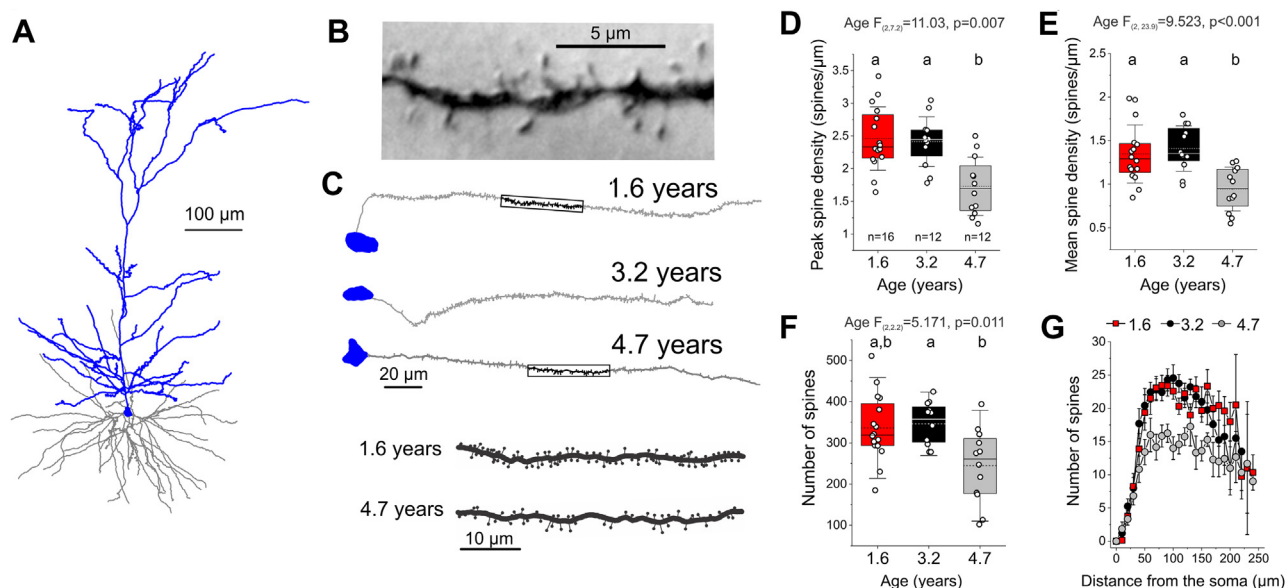 A
100 µm
B
5 µm
C
1.6 years
3.2 years
4.7 years
20 µm
1.6 years
4.7 years
10 µm
D
Age F(2,7.2)=11.03, p=0.007
Peak spine density (spines/µm)
3.5
3
2.5
2
1.5
1
a a b
n=16 n=12 n=12
1.6 3.2 4.7
Age (years)
E
Age F(2, 23.9)=9.523, p<0.001
Mean spine density (spines/µm)
2.5
2
1.5
1
0.5
a a b
1.6 3.2 4.7
Age (years)
F
Age F(2,2.2)=5.171, p=0.011
Number of spines
500
400
300
200
100
a,b a b
1.6 3.2 4.7
Age (years)
G
1.6 3.2 4.7
Number of spines
30
25
20
15
10
5
0
0 50 100 150 200 250
Distance from the soma (µm)